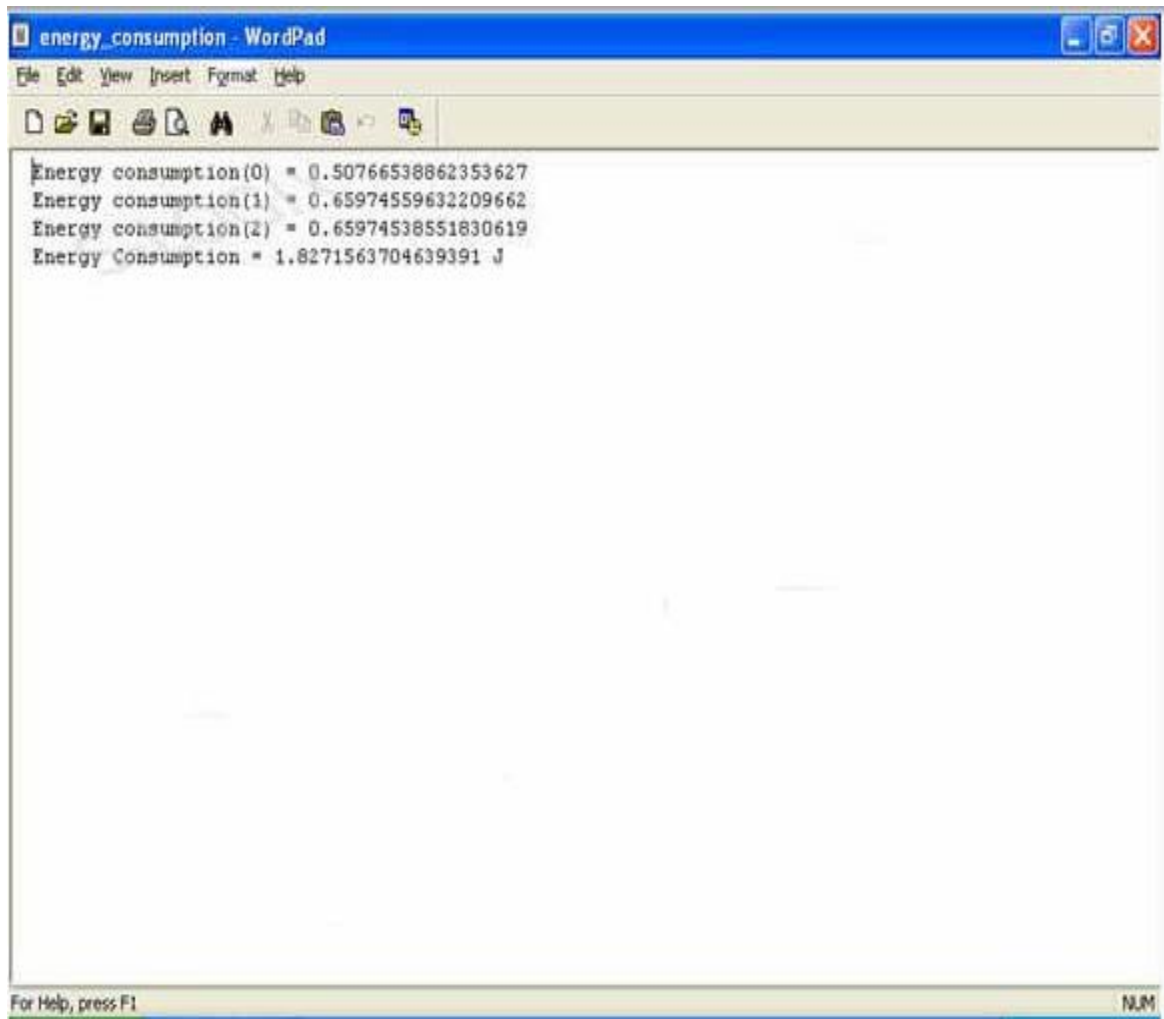 energy_consumption - WordPad
File Edit View Insert Format Help
Energy consumption(0) = 0.50766538862353627
Energy consumption(1) = 0.65974559632209662
Energy consumption(2) = 0.65974538551830619
Energy Consumption = 1.8271563704639391 J
For Help, press F1
NUM